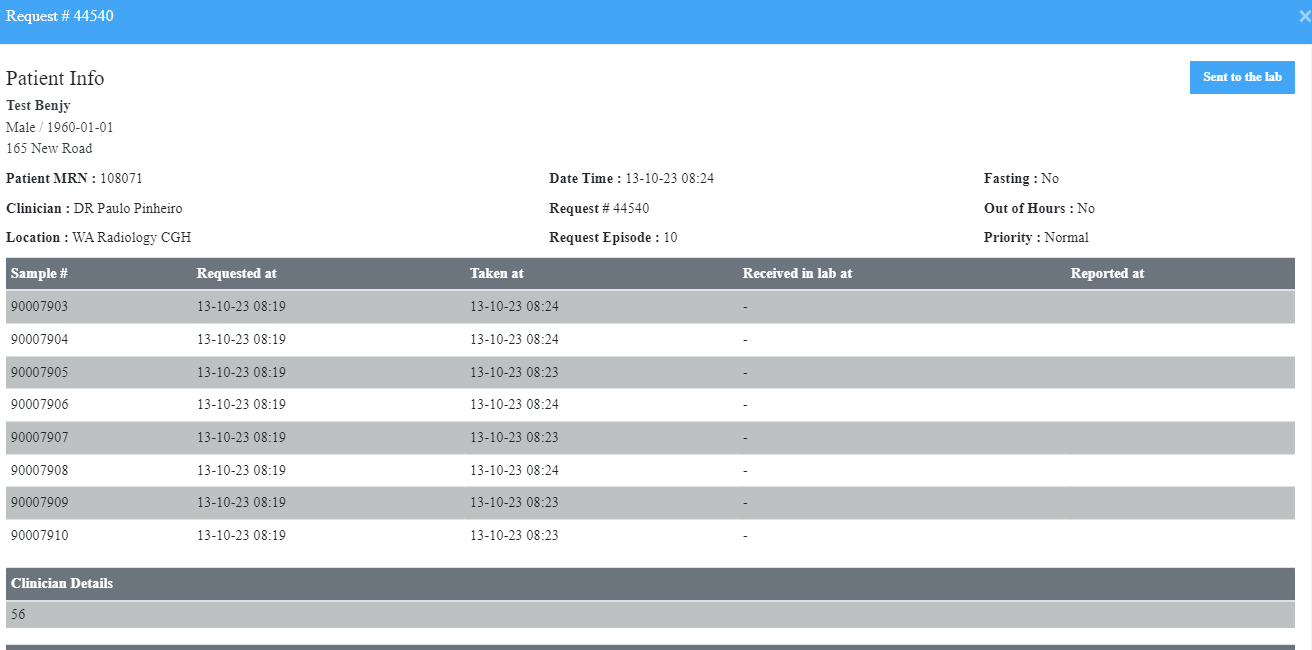 Request # 44540
×
Patient Info
Sent to the lab
Test Benjy
Male / 1960-01-01
165 New Road
Patient MRN : 108071 Date Time : 13-10-23 08:24 Fasting : No
Clinician : DR Paulo Pinheiro Request # 44540 Out of Hours : No
Location : WA Radiology CGH Request Episode : 10 Priority : Normal
Sample # Requested at Taken at Received in lab at Reported at
90007903 13-10-23 08:19 13-10-23 08:24 -
90007904 13-10-23 08:19 13-10-23 08:24 -
90007905 13-10-23 08:19 13-10-23 08:23 -
90007906 13-10-23 08:19 13-10-23 08:24 -
90007907 13-10-23 08:19 13-10-23 08:23 -
90007908 13-10-23 08:19 13-10-23 08:24 -
90007909 13-10-23 08:19 13-10-23 08:23 -
90007910 13-10-23 08:19 13-10-23 08:23 -
Clinician Details
56